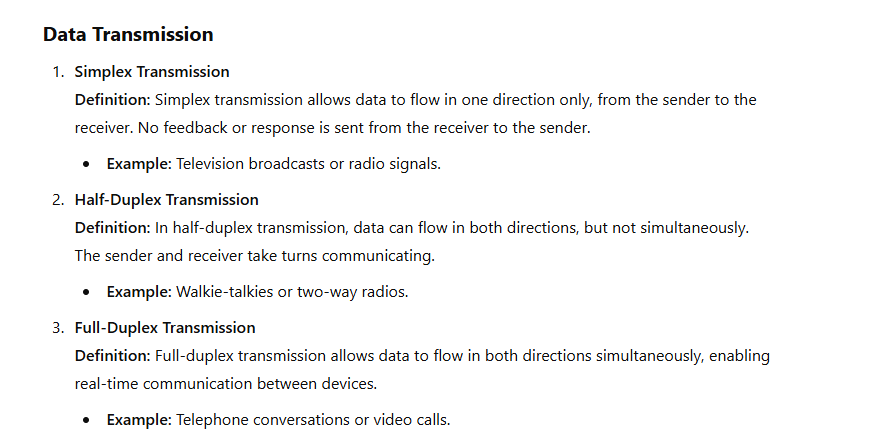 Data Transmission
1. Simplex Transmission
Definition: Simplex transmission allows data to flow in one direction only, from the sender to the
receiver. No feedback or response is sent from the receiver to the sender.
• Example: Television broadcasts or radio signals.
2. Half-Duplex Transmission
Definition: In half-duplex transmission, data can flow in both directions, but not simultaneously.
The sender and receiver take turns communicating.
• Example: Walkie-talkies or two-way radios.
3. Full-Duplex Transmission
Definition: Full-duplex transmission allows data to flow in both directions simultaneously, enabling
real-time communication between devices.
• Example: Telephone conversations or video calls.